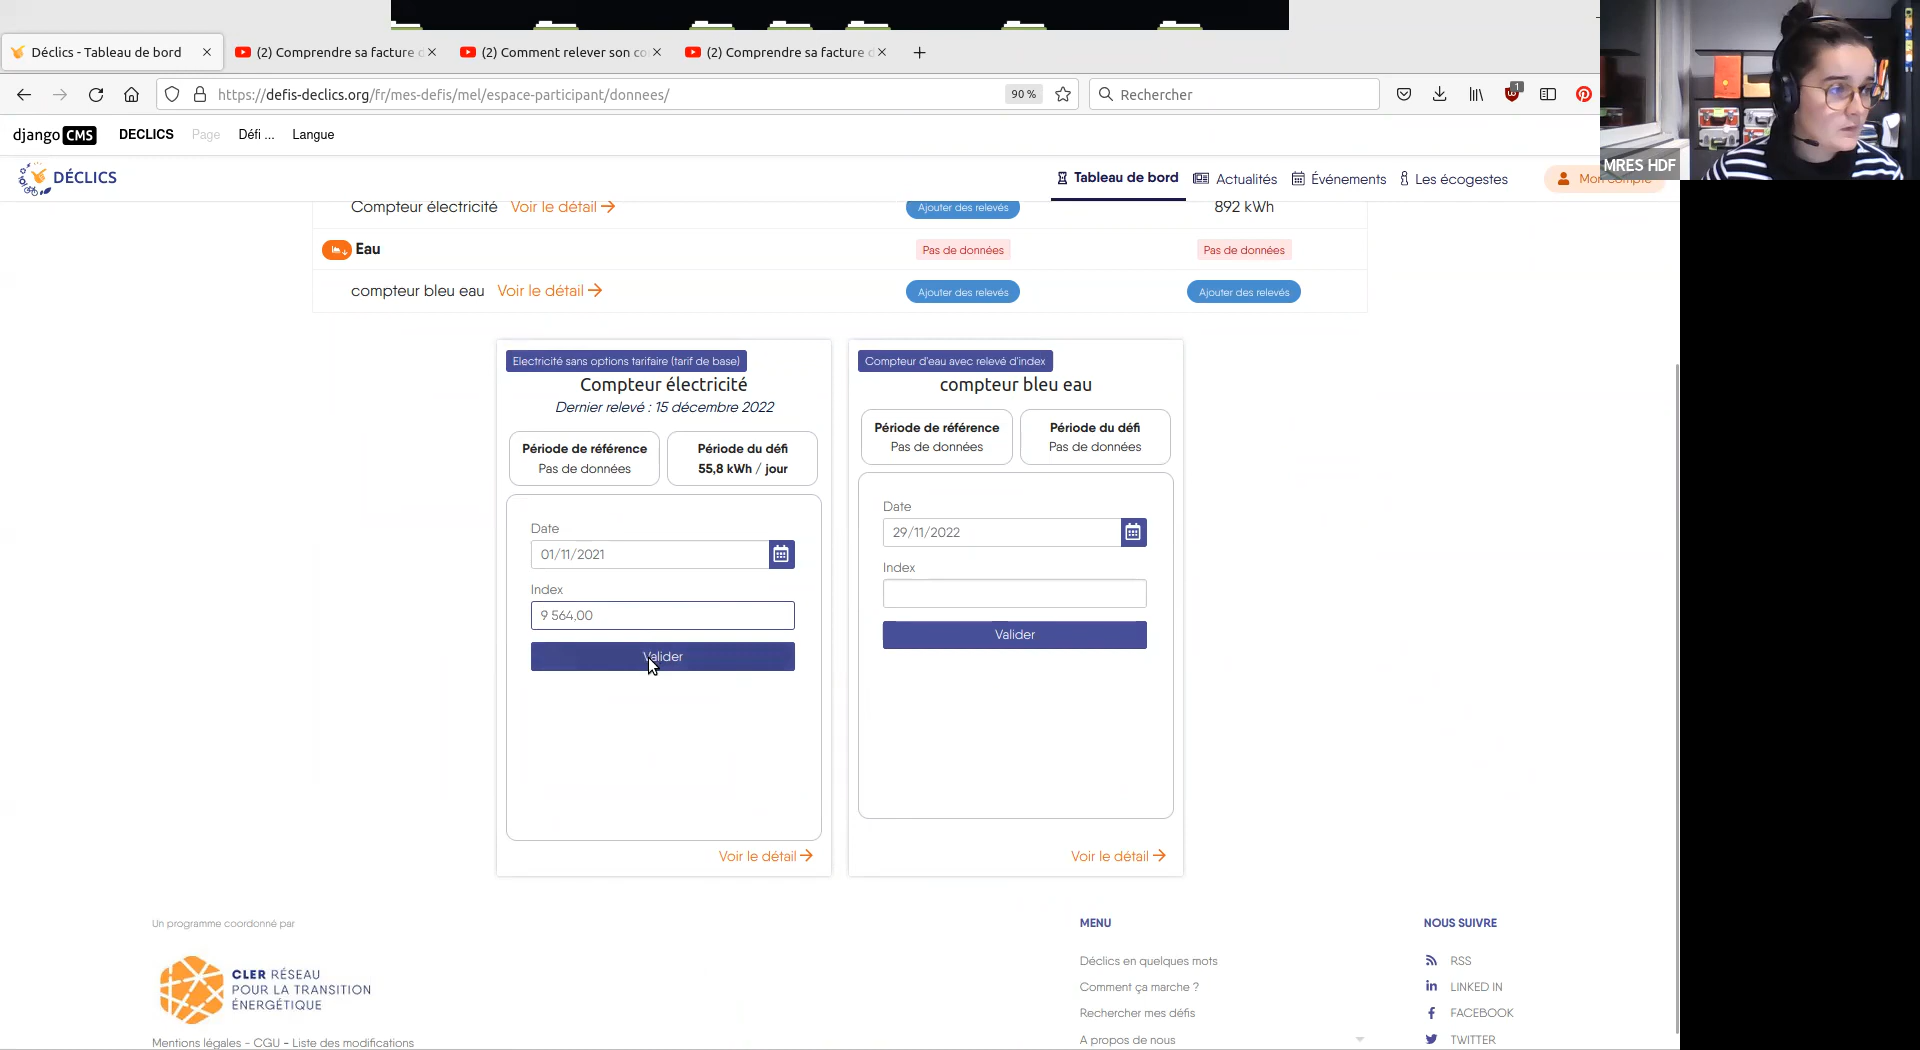 Déclics - Tableau de bord
(2) Comprendre sa facture d
(2) Comment relever son co
(2) Comprendre sa facture d
https://defis-declics.org/fr/mes-defis/mel/espace-participant/donnees/
90 %
Rechercher
1
django CMS
DECLICS
Page
Défi ...
Langue
MRES HDF
DÉCLICS
Tableau de bord
Actualités
Événements
Les écogestes
Mon compte
Compteur électricité
Voir le détail
Ajouter des relevés
892 kWh
Eau
Pas de données
Pas de données
compteur bleu eau
Voir le détail
Ajouter des relevés
Ajouter des relevés
Electricité sans options tarifaire (tarif de base)
Compteur électricité
Dernier relevé : 15 décembre 2022
Période de référence
Pas de données
Période du défi
55,8 kWh / jour
Date
01/11/2021
Index
9 564,00
Valider
Voir le détail
Compteur d'eau avec relevé d'index
compteur bleu eau
Période de référence
Pas de données
Période du défi
Pas de données
Date
29/11/2022
Index
Valider
Voir le détail
Un programme coordonné par
CLER RÉSEAU
POUR LA TRANSITION
ÉNERGÉTIQUE
Mentions légales - CGU - Liste des modifications
MENU
Déclics en quelques mots
Comment ça marche ?
Rechercher mes défis
A propos de nous
NOUS SUIVRE
RSS
LINKED IN
FACEBOOK
TWITTER